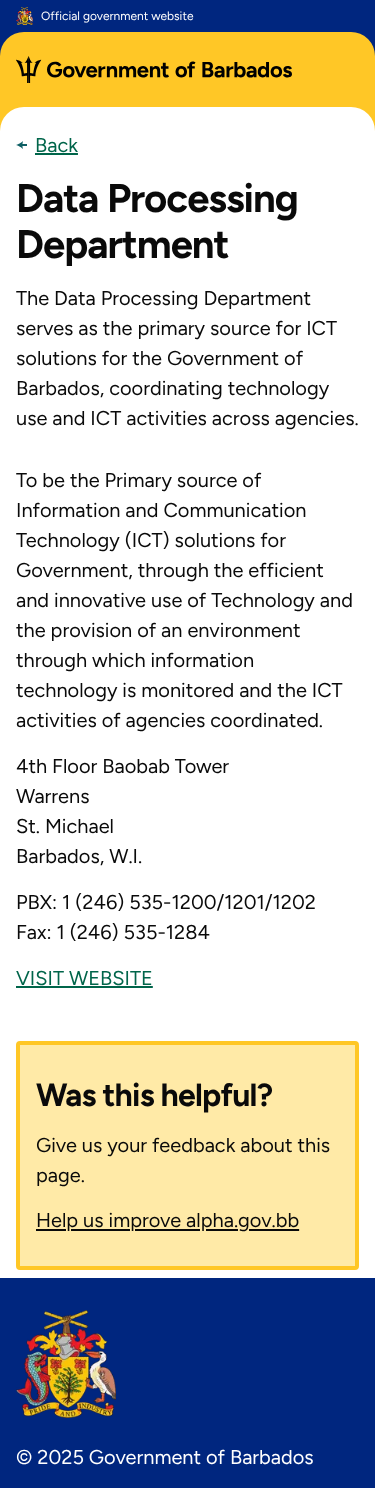 Official government website
Government of Barbados
Back
Data Processing
Department
The Data Processing Department
serves as the primary source for ICT
solutions for the Government of
Barbados, coordinating technology
use and ICT activities across agencies.
To be the Primary source of
Information and Communication
Technology (ICT) solutions for
Government, through the efficient
and innovative use of Technology and
the provision of an environment
through which information
technology is monitored and the ICT
activities of agencies coordinated.
4th Floor Baobab Tower
Warrens
St. Michael
Barbados, W.I.
PBX: 1 (246) 535-1200/1201/1202
Fax: 1 (246) 535-1284
VISIT WEBSITE
Was this helpful?
Give us your feedback about this
page.
Help us improve alpha.gov.bb
PRIDE AND INDUSTRY
© 2025 Government of Barbados